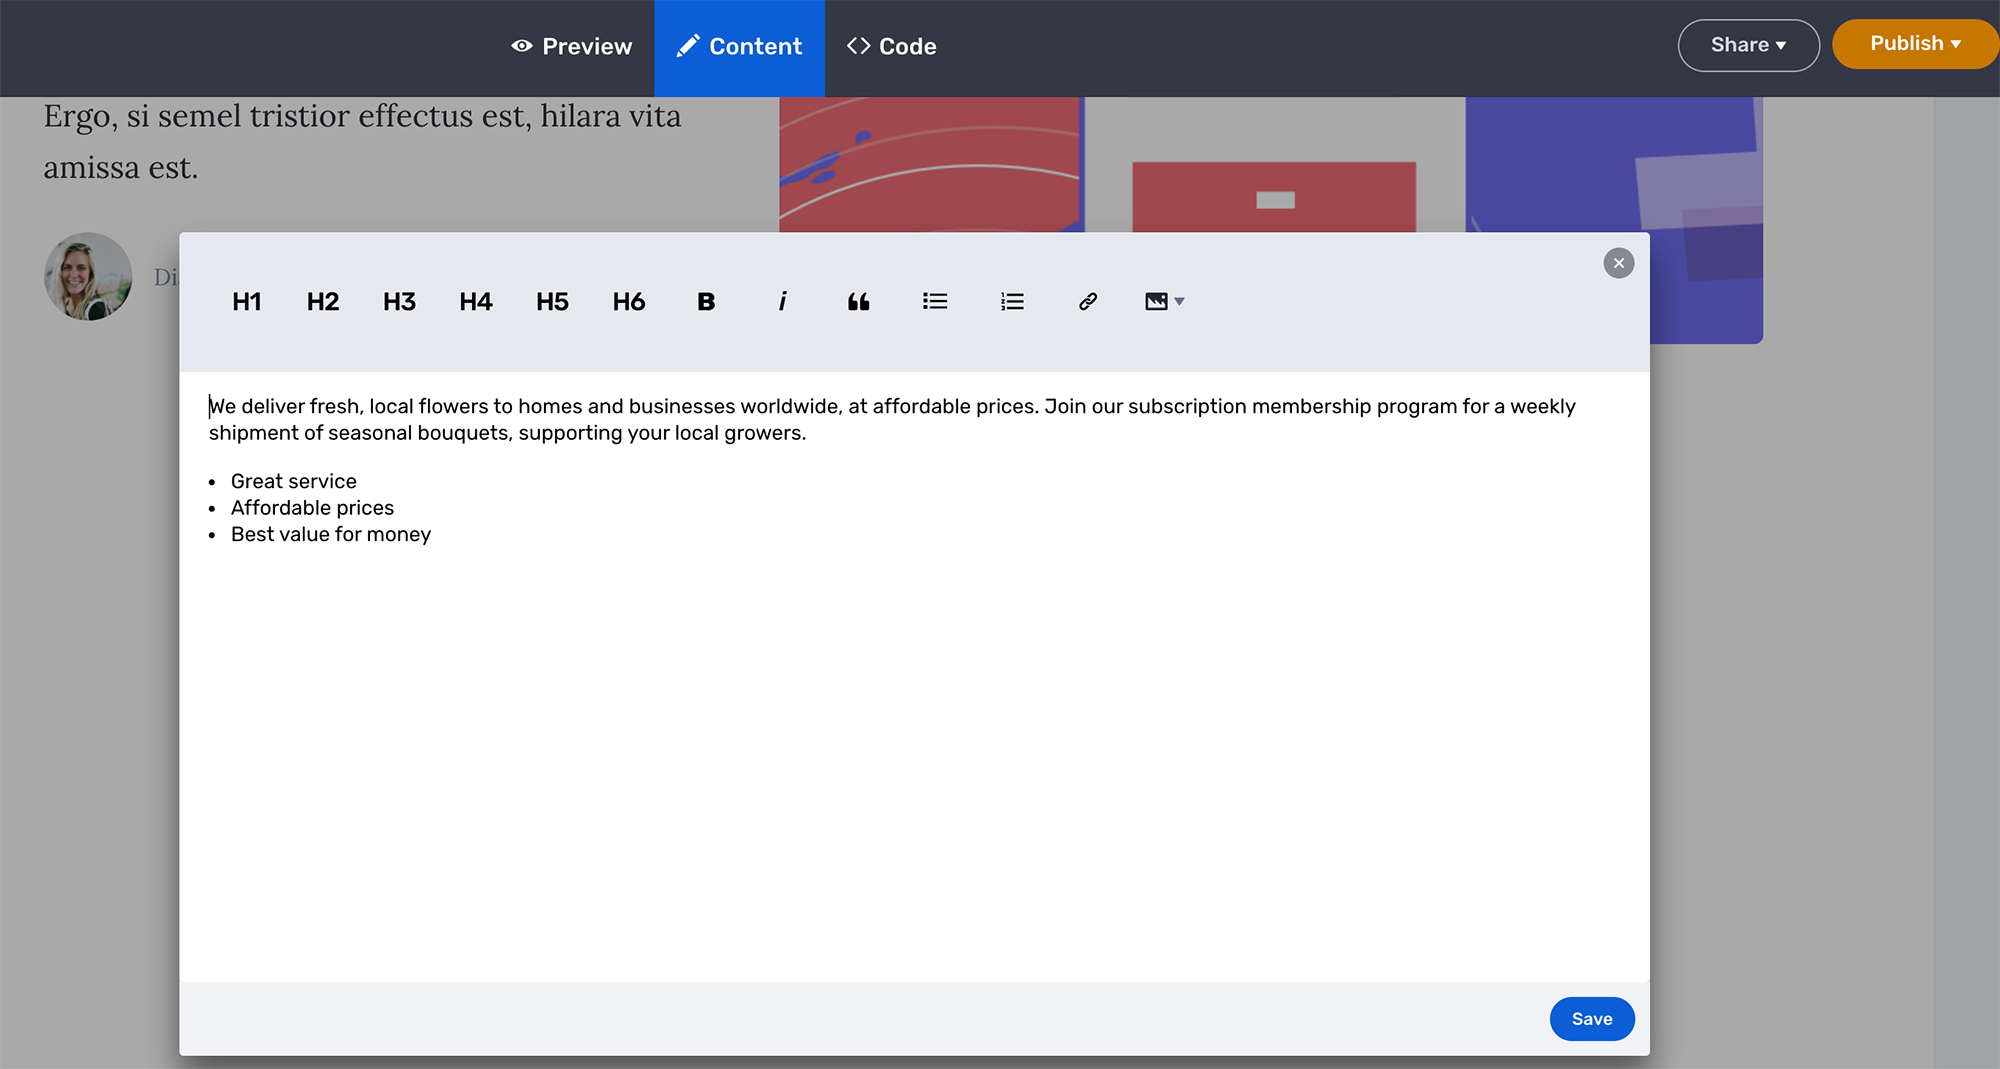 Preview Content Code Share Publish
Ergo, si semel tristior effectus est, hilara vita
amissa est.
H1 H2 H3 H4 H5 H6 B i
We deliver fresh, local flowers to homes and businesses worldwide, at affordable prices. Join our subscription membership program for a weekly
shipment of seasonal bouquets, supporting your local growers.
• Great service
• Affordable prices
• Best value for money
Save